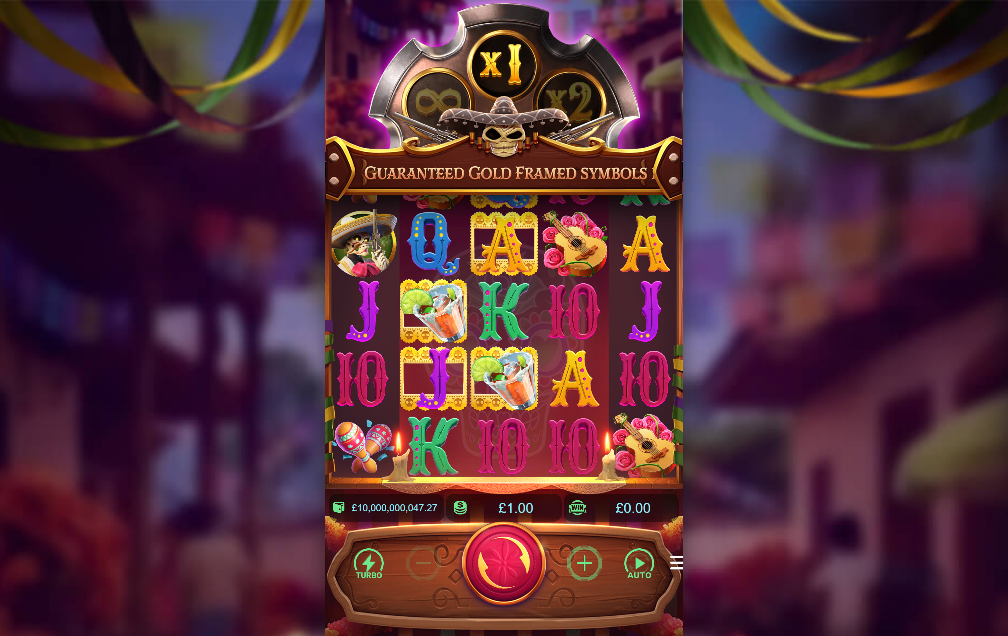 x1
∞ x2
GUARANTEED GOLD FRAMED SYMBOLS
Q A A
J K 10 J
10 J A 10
K 10 10
£10,000,000,047.27 £1.00 WIN £0.00
TURBO AUTO